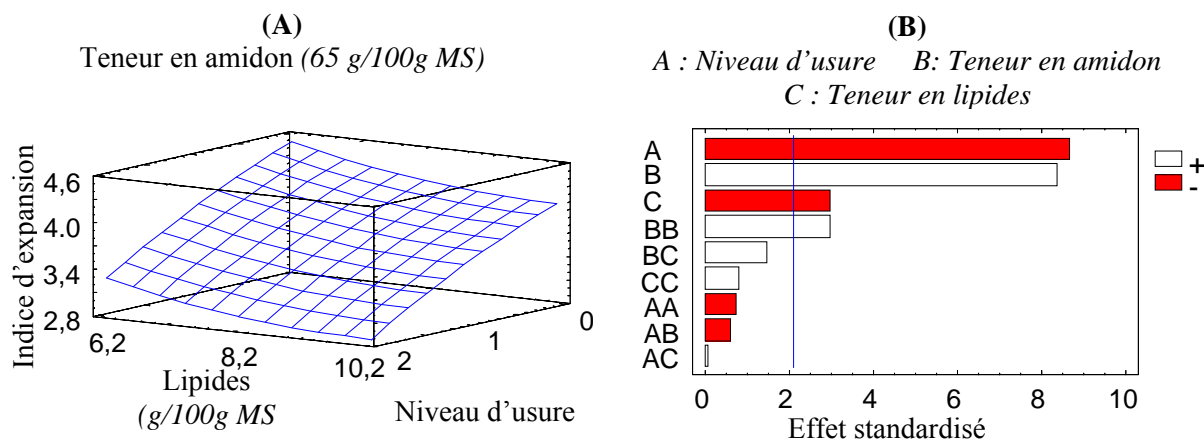 (A)
Teneur en amidon (65 g/100g MS)
Indice d'expansion
4,6
4.0
3,4
2.8
6,2
8,2
10,2
2
1
0
Lipides
(g/100g MS
Niveau d'usure
(B)
A : Niveau d'usure B: Teneur en amidon
C : Teneur en lipides
A
B
C
BB
BC
CC
AA
AB
AC
+
-
0 2 4 6 8 10
Effet standardisé